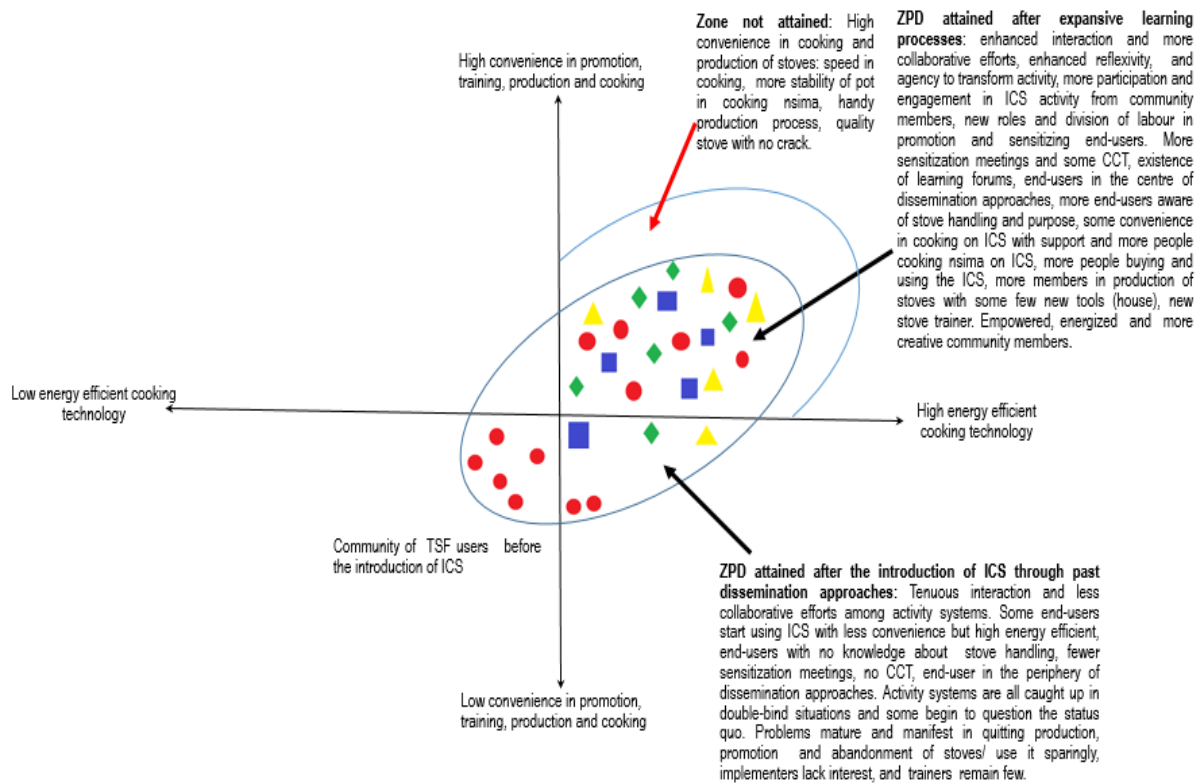 Zone not attained: High
convenience in cooking and
production of stoves: speed in
cooking, more stability of pot
in cooking nsima, handy
production process, quality
stove with no crack.
ZPD attained after expansive learning
processes: enhanced interaction and more
collaborative efforts, enhanced reflexivity, and
agency to transform activity, more participation and
engagement in ICS activity from community
members, new roles and division of labour in
promotion and sensitizing end-users. More
sensitization meetings and some CCT, existence
of learning forums, end-users in the centre of
dissemination approaches, more end-users aware
of stove handling and purpose, some convenience
in cooking on ICS with support and more people
cooking nsima on ICS, more people buying and
using the ICS, more members in production of
stoves with some few new tools (house), new
stove trainer. Empowered, energized and more
creative community members.
High convenience in promotion,
training, production and cooking
Low energy efficient cooking
technology
High energy efficient
cooking technology
Community of TSF users before
the introduction of ICS
ZPD attained after the introduction of ICS through past
dissemination approaches: Tenuous interaction and less
collaborative efforts among activity systems. Some end-users
start using ICS with less convenience but high energy efficient,
end-users with no knowledge about stove handling, fewer
sensitization meetings, no CCT, end-user in the periphery of
dissemination approaches. Activity systems are all caught up in
double-bind situations and some begin to question the status
quo. Problems mature and manifest in quitting production,
promotion and abandonment of stoves/ use it sparingly,
implementers lack interest, and trainers remain few.
Low convenience in promotion,
training, production and cooking